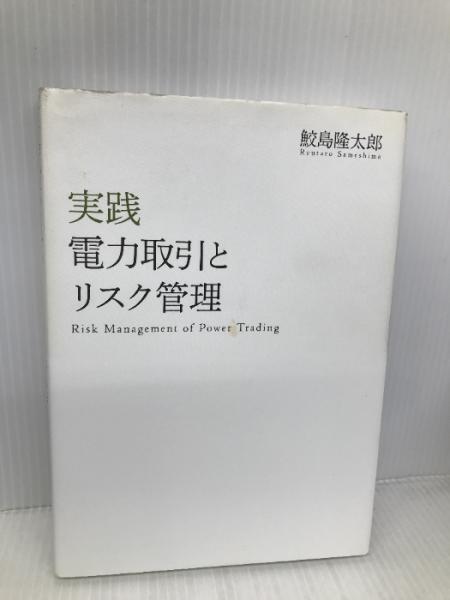 鮫島隆太郎
Ryutaro Sameshima
実践
電力取引と
リスク管理
Risk Management of Power Trading